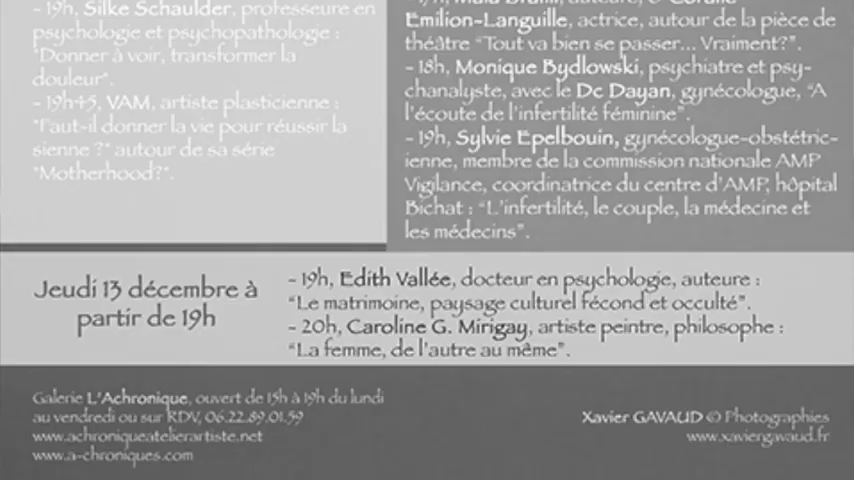 - 19h, Silke Schaulder, professeure en
psychologie et psychopathologie :
"Donner à voir, transformer la
douleur".
- 19h45, VAM, artiste plasticienne :
"Faut-il donner la vie pour réussir la
sienne ?" autour de sa série
"Motherhood?".
Emilion-Languille, actrice, autour de la pièce de
théâtre "Tout va bien se passer... Vraiment?".
- 18h, Monique Bydlowski, psychiatre et psy-
chanalyste, avec le Dc Dayan, gynécologue, "A
l'écoute de l'infertilité féminine".
- 19h, Sylvie Epelbouin, gynécologue-obstétric-
ienne, membre de la commission nationale AMP
Vigilance, coordinatrice du centre d'AMP, hôpital
Bichat : "L'infertilité, le couple, la médecine et
les médecins".
Jeudi 13 décembre à
partir de 19h
- 19h, Edith Vallée, docteur en psychologie, auteure :
"Le matrimoine, paysage culturel fécond et occulté".
- 20h, Caroline G. Mirigay, artiste peintre, philosophe :
"La femme, de l'autre au même".
Galerie L'Achronique, ouvert de 15h à 19h du lundi
au vendredi ou sur RDV, 06.22.89.01.59
www.achroniqueatelierartiste.net
www.a-chroniques.com
Xavier GAVAUD © Photographies
www.xaviergavaud.fr